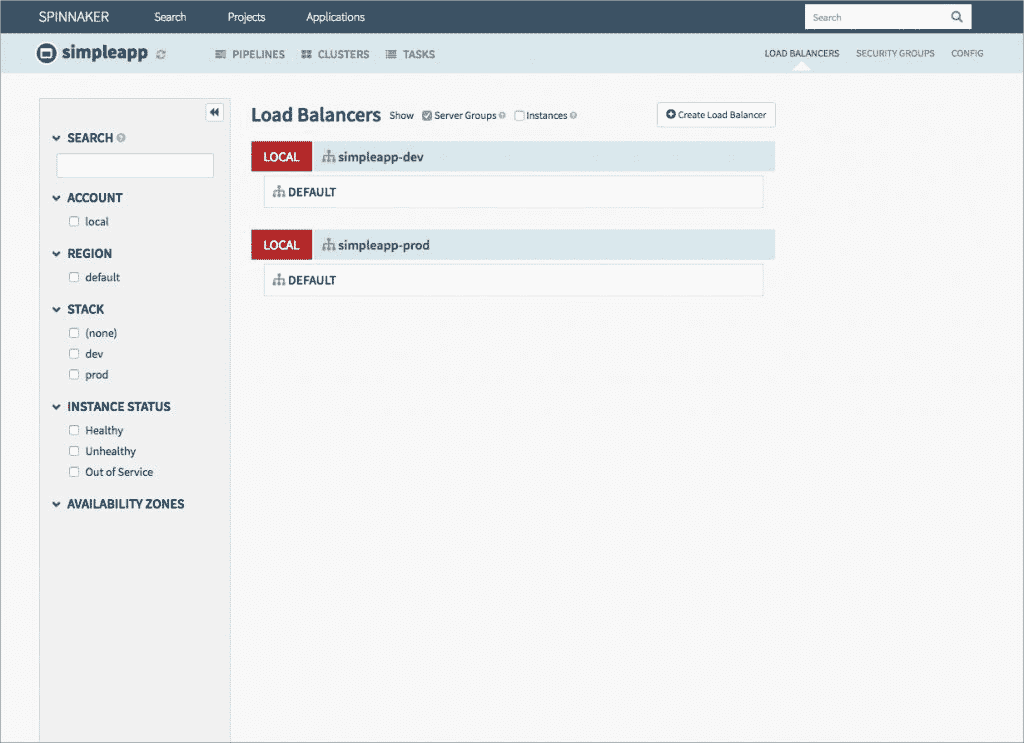 SPINNAKER Search Projects Applications Search
simpleapp PIPELINES CLUSTERS TASKS LOAD BALANCERS SECURITY GROUPS CONFIG
SEARCH
ACCOUNT
local
REGION
default
STACK
(none)
dev
prod
INSTANCE STATUS
Healthy
Unhealthy
Out of Service
AVAILABILITY ZONES
Load Balancers Show Server Groups Instances Create Load Balancer
LOCAL simpleapp-dev
DEFAULT
LOCAL simpleapp-prod
DEFAULT